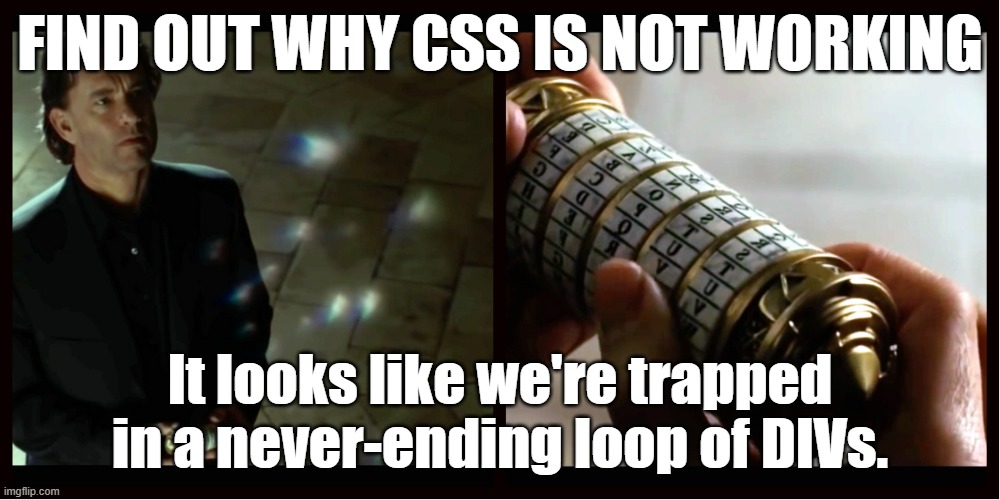 FIND OUT WHY CSS IS NOT WORKING
It looks like we're trapped
in a never-ending loop of DIVs.
imgflip.com